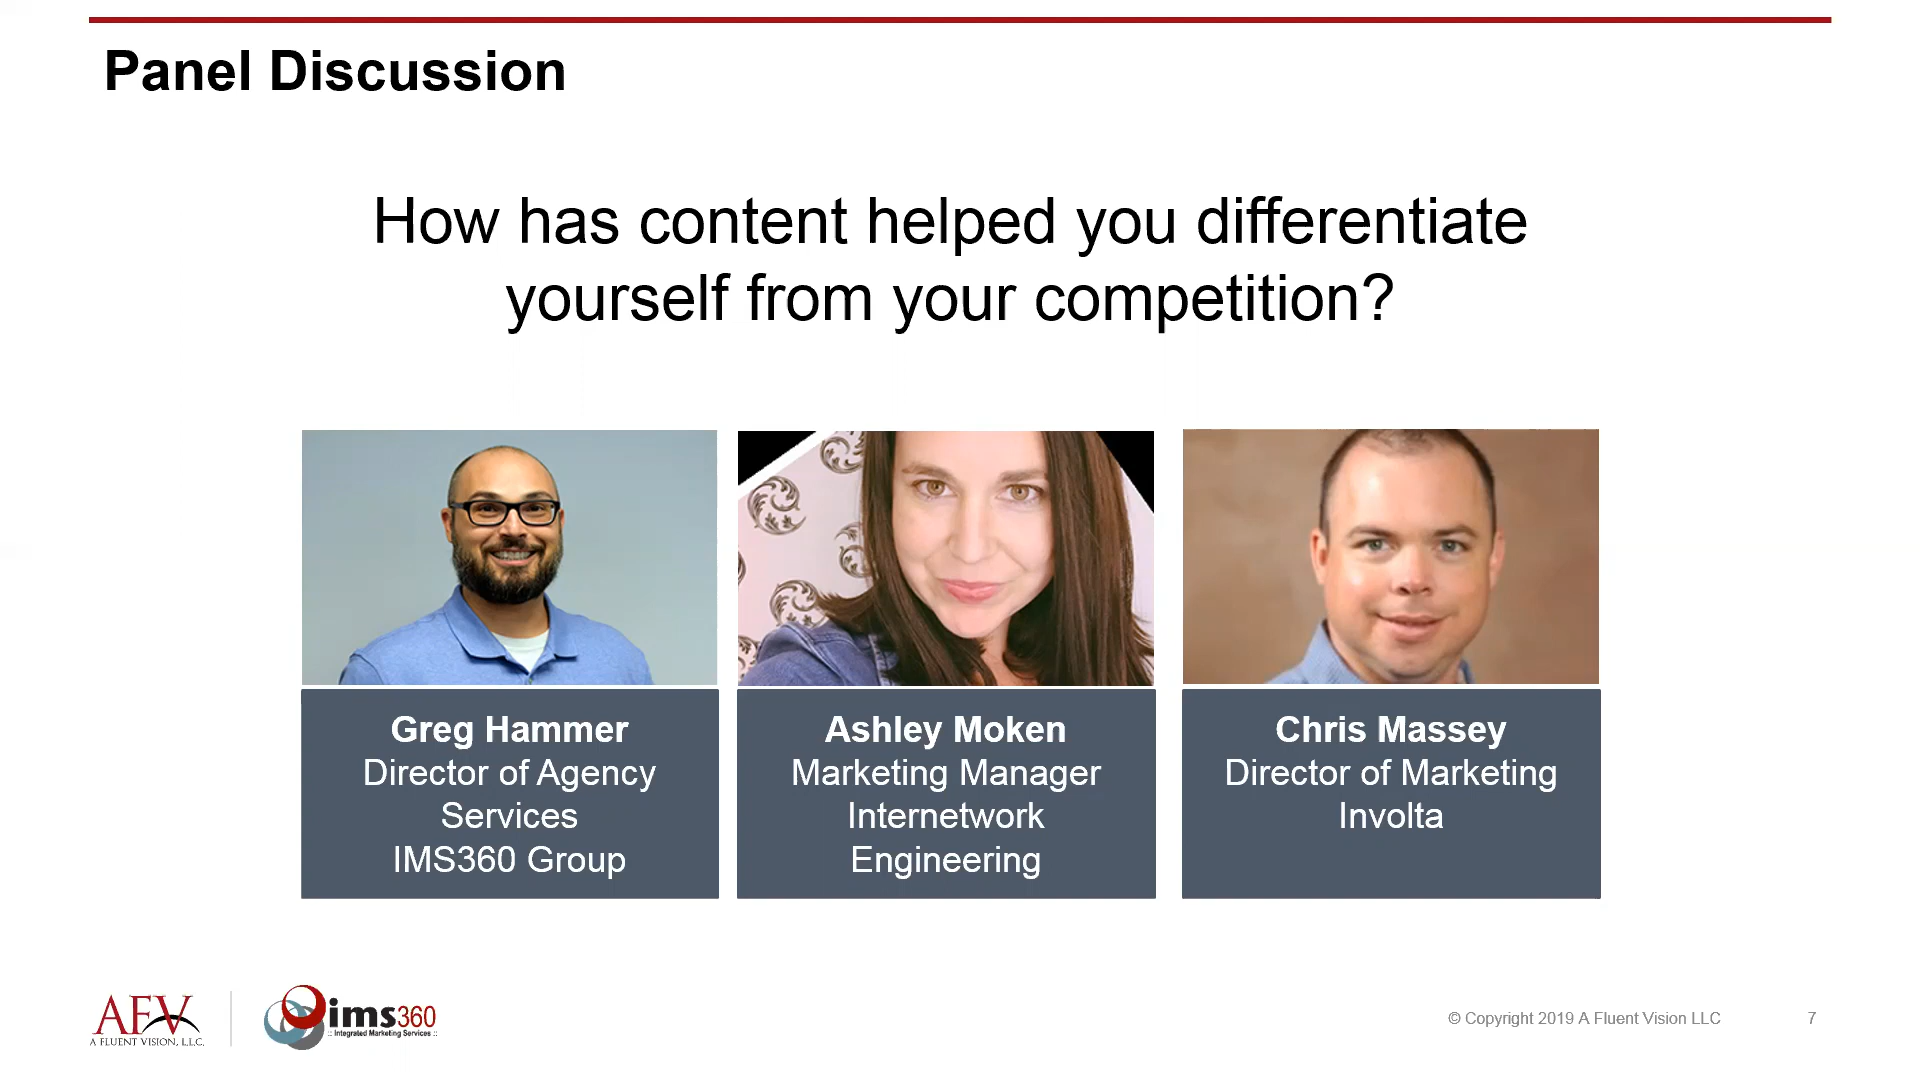 Panel Discussion
How has content helped you differentiate
yourself from your competition?
Greg Hammer
Director of Agency
Services
IMS360 Group
Ashley Moken
Marketing Manager
Internetwork
Engineering
Chris Massey
Director of Marketing
Involta
AFV
A FLUENT VISION, L.L.C.
ims360
:: Integrated Marketing Services ::
© Copyright 2019 A Fluent Vision LLC
7